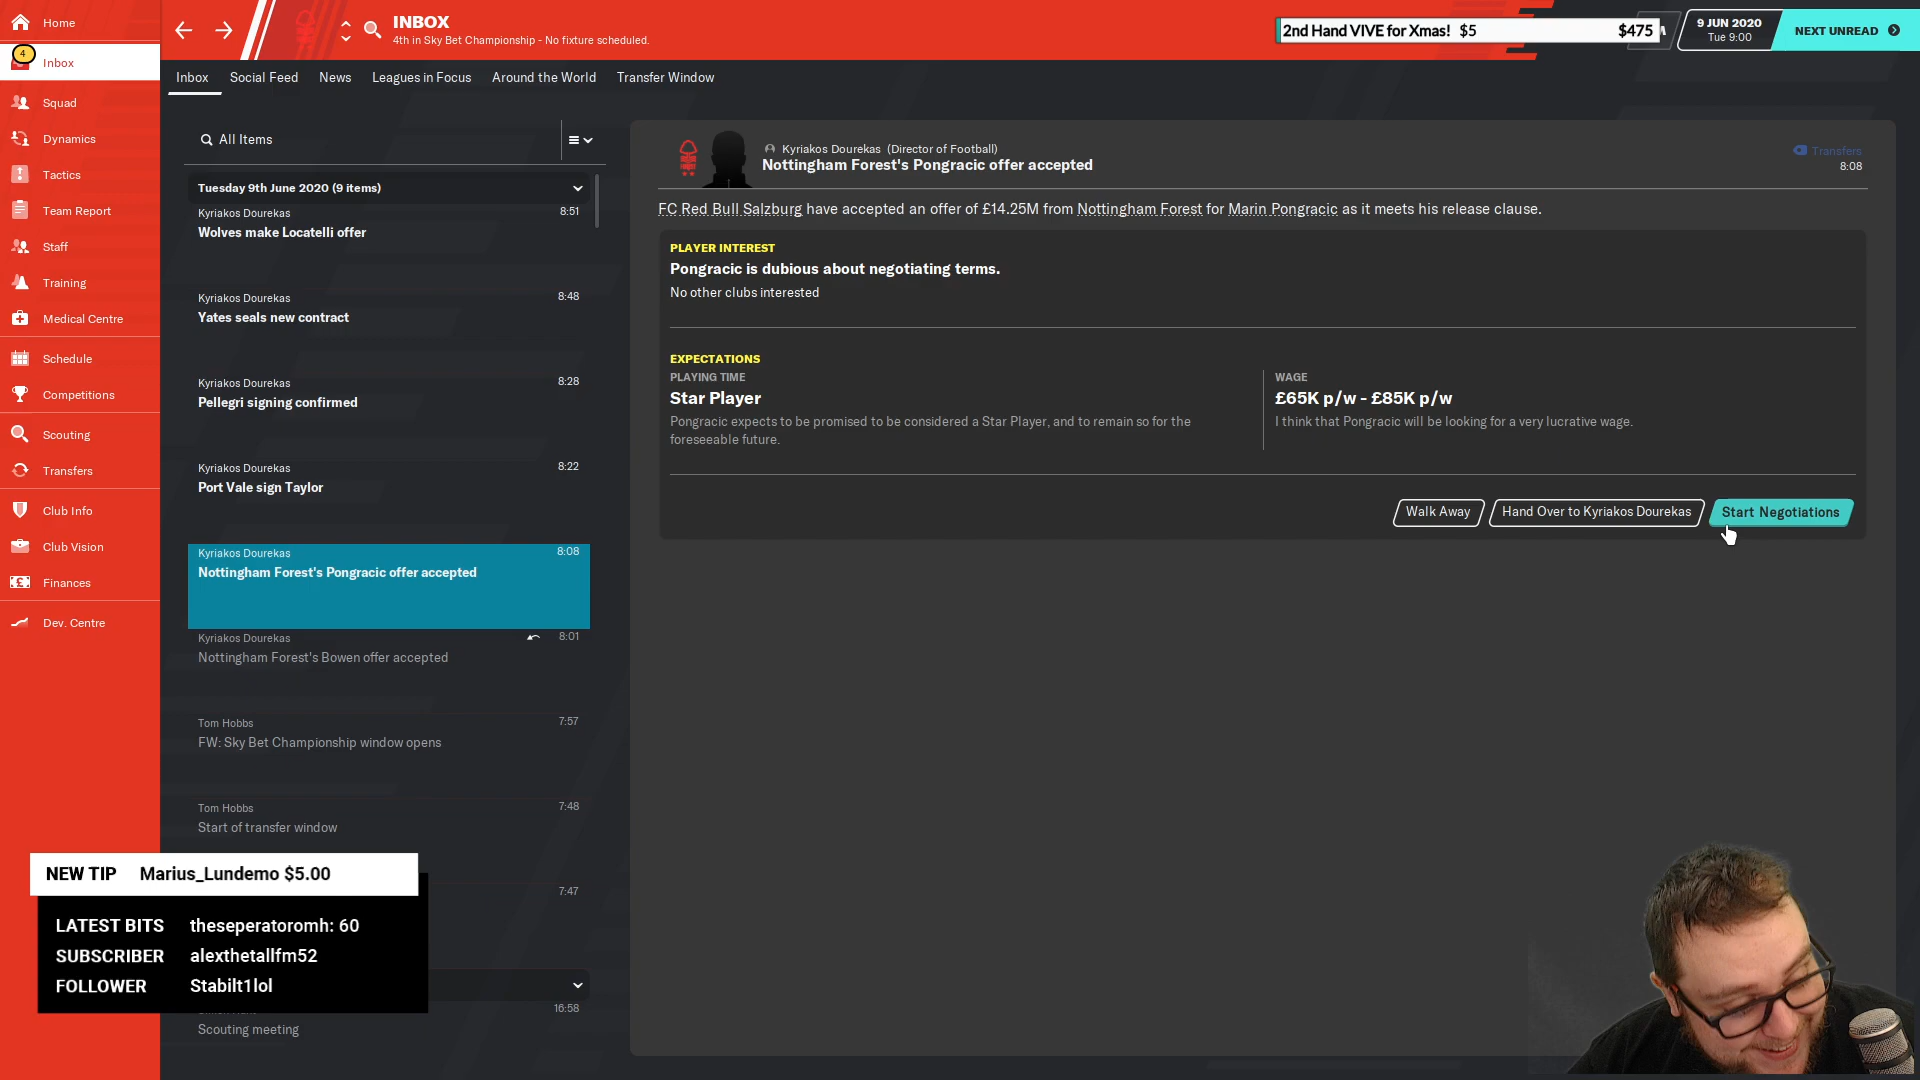 Home
4
Inbox
Squad
Dynamics
Tactics
Team Report
Staff
Training
Medical Centre
Schedule
Competitions
Scouting
Transfers
Club Info
Club Vision
Finances
Dev. Centre
INBOX
4th in Sky Bet Championship - No fixture scheduled.
2nd Hand VIVE for Xmas! $5
$475
9 JUN 2020
Tue 9:00
NEXT UNREAD
Inbox
Social Feed
News
Leagues in Focus
Around the World
Transfer Window
All Items
Tuesday 9th June 2020 (9 items)
Kyriakos Dourekas
8:51
Wolves make Locatelli offer
Kyriakos Dourekas
8:48
Yates seals new contract
Kyriakos Dourekas
8:28
Pellegri signing confirmed
Kyriakos Dourekas
8:22
Port Vale sign Taylor
Kyriakos Dourekas
8:08
Nottingham Forest's Pongracic offer accepted
Kyriakos Dourekas
8:01
Nottingham Forest's Bowen offer accepted
Tom Hobbs
7:57
FW: Sky Bet Championship window opens
Tom Hobbs
7:48
Start of transfer window
7:47
16:58
Scouting meeting
Kyriakos Dourekas (Director of Football)
Nottingham Forest's Pongracic offer accepted
Transfers
8:08
FC Red Bull Salzburg have accepted an offer of £14.25M from Nottingham Forest for Marin Pongracic as it meets his release clause.
PLAYER INTEREST
Pongracic is dubious about negotiating terms.
No other clubs interested
EXPECTATIONS
PLAYING TIME
Star Player
Pongracic expects to be promised to be considered a Star Player, and to remain so for the
foreseeable future.
WAGE
£65K p/w - £85K p/w
I think that Pongracic will be looking for a very lucrative wage.
Walk Away
Hand Over to Kyriakos Dourekas
Start Negotiations
NEW TIP Marius_Lundemo $5.00
LATEST BITS theseperatoromh: 60
SUBSCRIBER alexthetallfm52
FOLLOWER Stabilt1lol